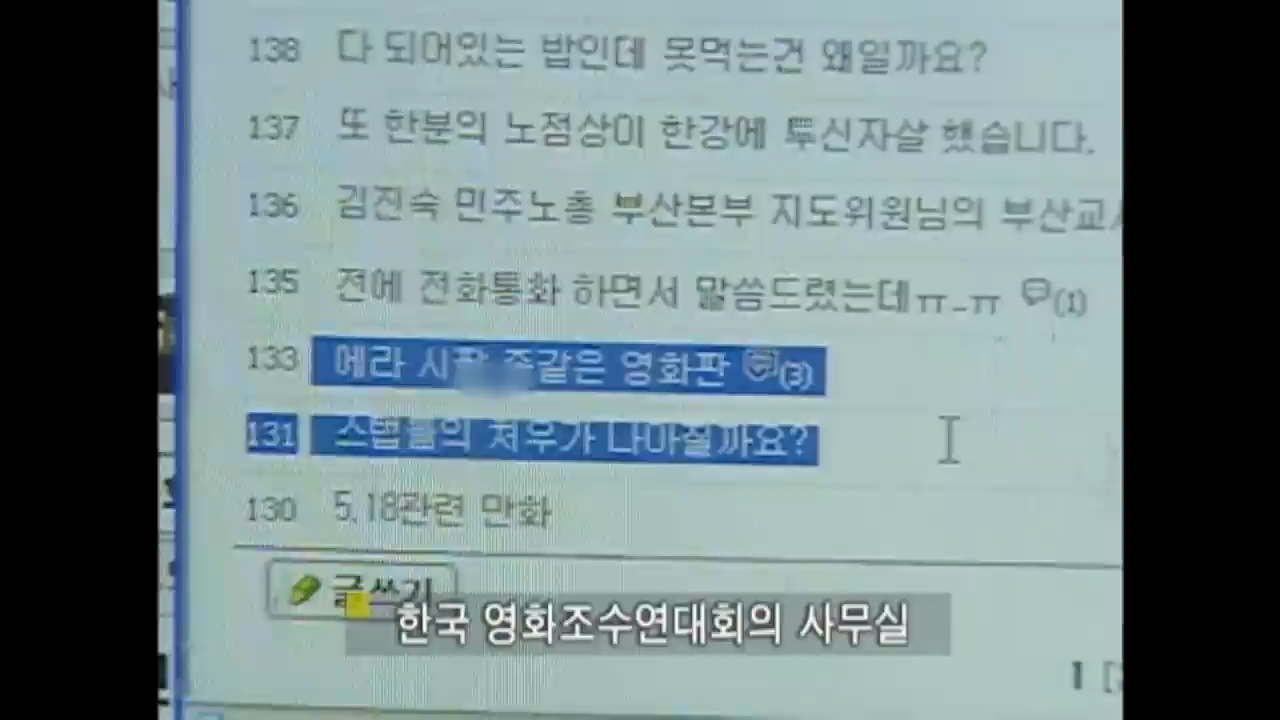 138 다 되어있는 밥인데 못먹는건 왜일까요?
137 또 한분의 노점상이 한강에 투신자살 했습니다.
136 김진숙 민주노총 부산본부 지도위원님의 부산교
135 전에 전화통화 하면서 말씀드렸는데ㅠ-ㅠ (1)
133 에라 영화판 (3)
131 스텝들의 처우가 나아질까요?
130 5.18관련 만화
글쓰기
한국 영화조수연대회의 사무실
1